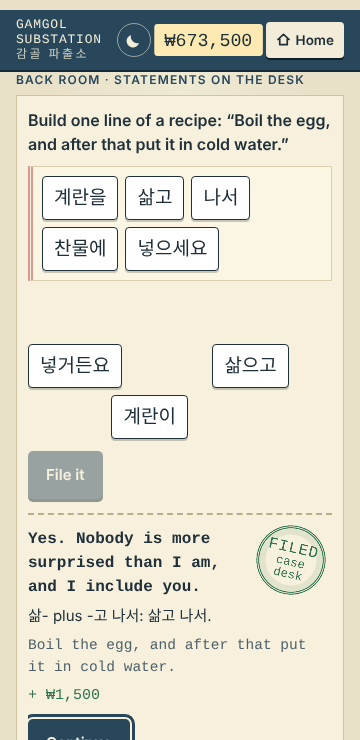 GAMGOL
SUBSTATION
감골 파출소
₩673,500
Home
BACK ROOM · STATEMENTS ON THE DESK
Build one line of a recipe: “Boil the egg,
and after that put it in cold water.”
계란을 삶고 나서
찬물에 넣으세요
넣거든요 삶으고
계란이
File it
Yes. Nobody is more
surprised than I am,
and I include you.
FILED
case
desk
삶- plus -고 나서: 삶고 나서.
Boil the egg, and after that put
it in cold water.
+ ₩1,500
Continue